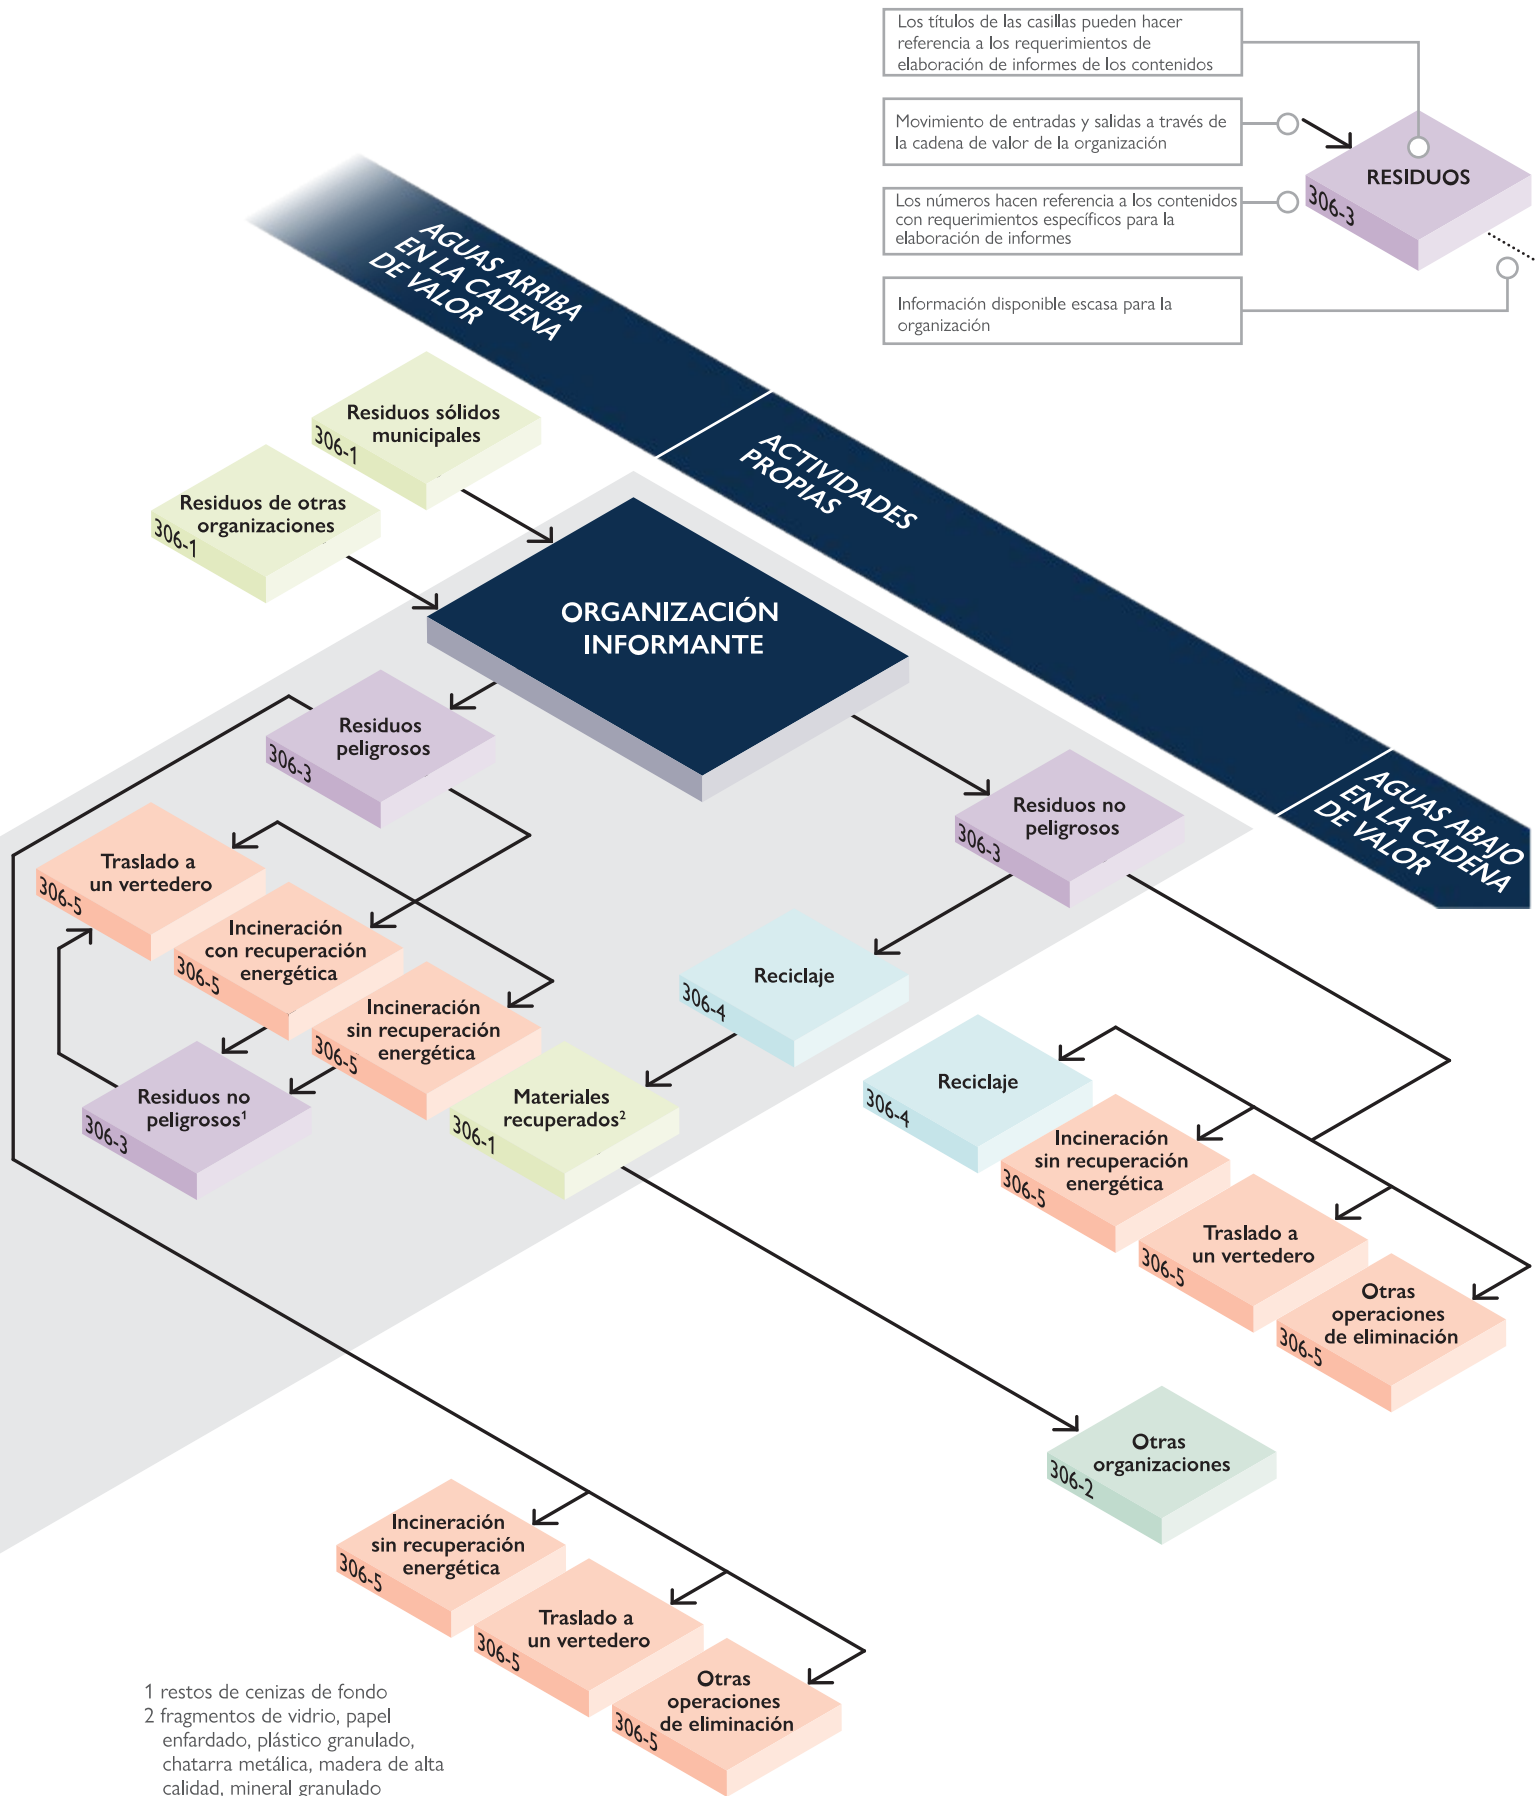 Los títulos de las casillas pueden hacer
referencia a los requerimientos de
elaboración de informes de los contenidos
Movimiento de entradas y salidas a través de
la cadena de valor de la organización
Los números hacen referencia a los contenidos
con requerimientos específicos para la
elaboración de informes
Información disponible escasa para la
organización
RESIDUOS
306-3
AGUAS ARRIBA
EN LA CADENA
DE VALOR
ACTIVIDADES
PROPIAS
AGUAS ABAJO
EN LA CADENA
DE VALOR
Residuos sólidos
municipales
306-1
Residuos de otras
organizaciones
306-1
ORGANIZACIÓN
INFORMANTE
Residuos
peligrosos
306-3
Residuos no
peligrosos
306-3
Traslado a
un vertedero
306-5
Incineración
con recuperación
energética
306-5
Incineración
sin recuperación
energética
306-5
Residuos no
peligrosos¹
306-3
Reciclaje
306-4
Materiales
recuperados²
306-1
Reciclaje
306-4
Incineración
sin recuperación
energética
306-5
Traslado a
un vertedero
306-5
Otras
operaciones
de eliminación
306-5
Otras
organizaciones
306-2
Incineración
sin recuperación
energética
306-5
Traslado a
un vertedero
306-5
Otras
operaciones
de eliminación
306-5
1 restos de cenizas de fondo
2 fragmentos de vidrio, papel
enfardado, plástico granulado,
chatarra metálica, madera de alta
calidad, mineral granulado